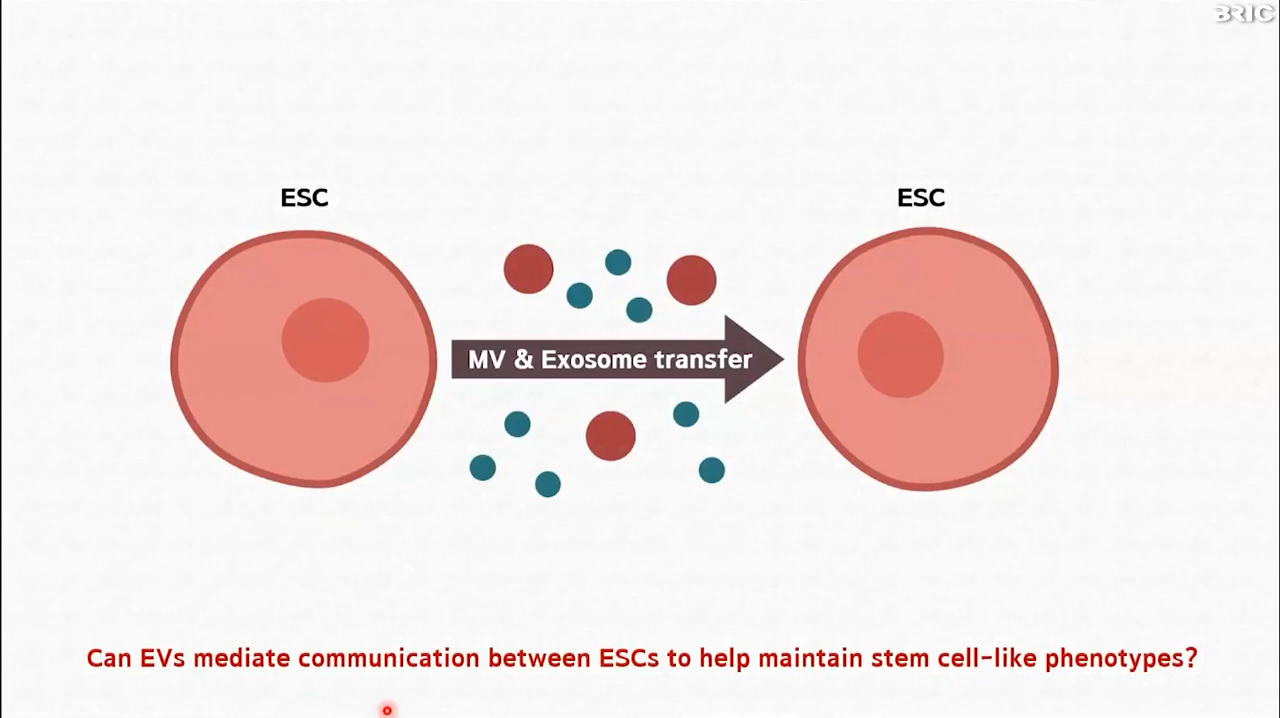 BRIC
ESC
ESC
MV & Exosome transfer
Can EVs mediate communication between ESCs to help maintain stem cell-like phenotypes?